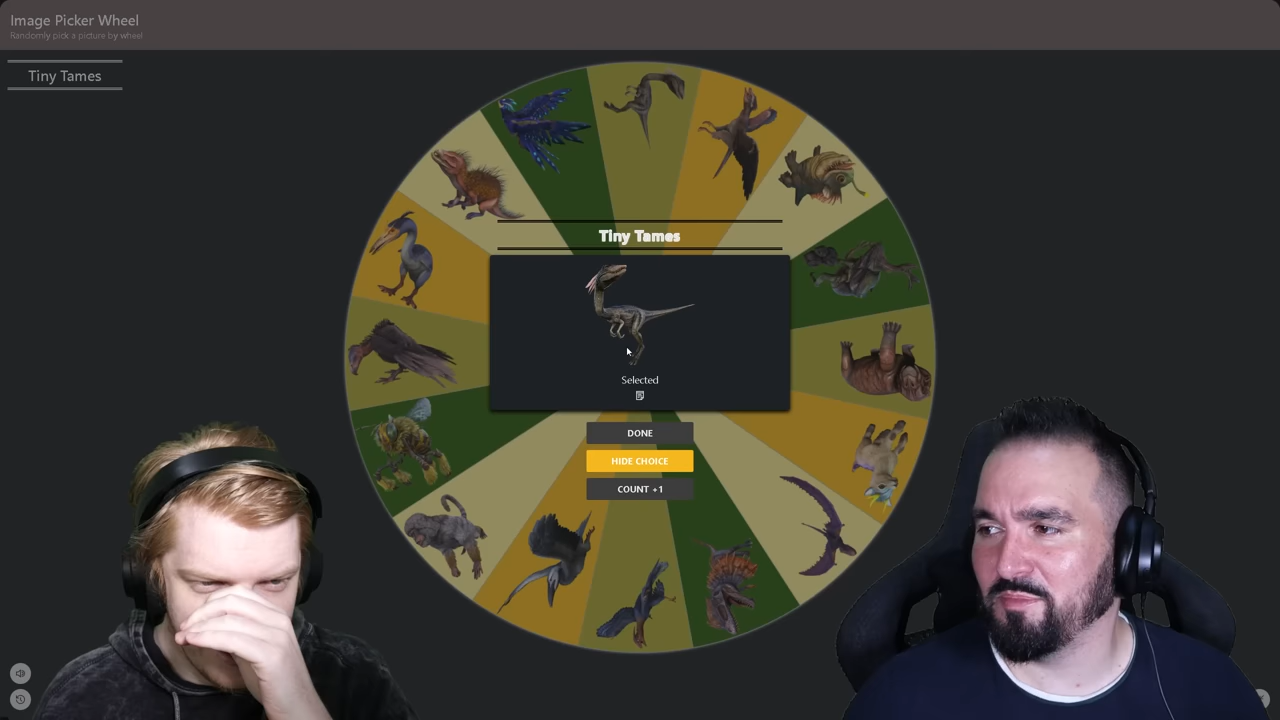 Image Picker Wheel
Randomly pick a picture by wheel
Tiny Tames
Tiny Tames
Selected
DONE
HIDE CHOICE
COUNT +1